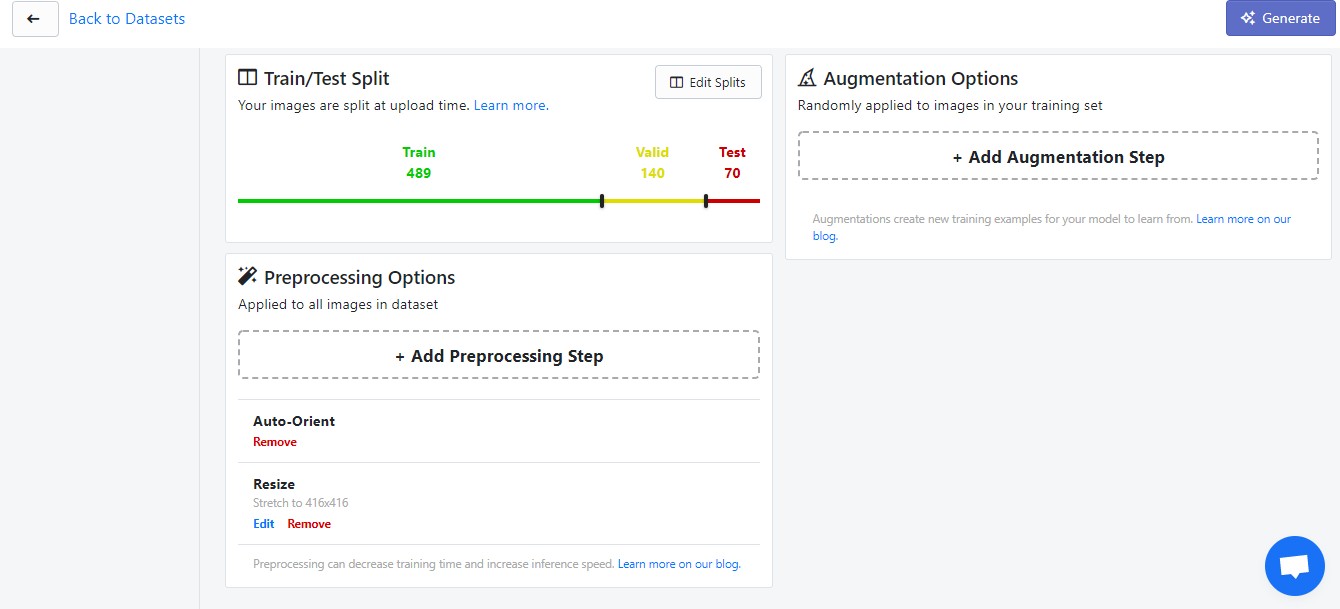 Back to Datasets
Generate
Train/Test Split
Edit Splits
Your images are split at upload time. Learn more.
Train
489
Valid
140
Test
70
Preprocessing Options
Applied to all images in dataset
+ Add Preprocessing Step
Auto-Orient
Remove
Resize
Stretch to 416x416
Edit Remove
Preprocessing can decrease training time and increase inference speed. Learn more on our blog.
Augmentation Options
Randomly applied to images in your training set
+ Add Augmentation Step
Augmentations create new training examples for your model to learn from. Learn more on our
blog.